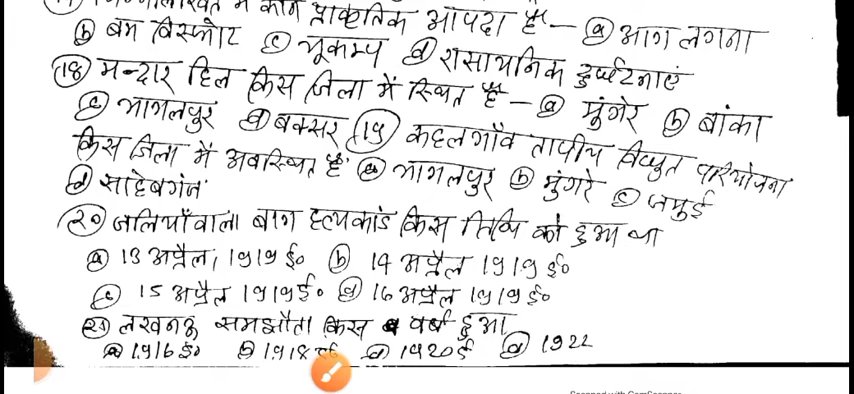 में कौन प्राकृतिक आपदा है — ⓐ आग लगना
ⓑ बम विस्फोट ⓒ भूकम्प ⓓ रासायनिक दुर्घटनाएं
(18) मन्दार हिल किस जिला में स्थित है — ⓐ मुंगेर ⓑ बांका
ⓒ भागलपुर ⓓ बक्सर (19) कहलगाँव तापीय विद्युत परियोजना
किस जिला में अवस्थित है ⓐ भागलपुर ⓑ मुंगरे ⓒ जमुई
ⓓ साहेबगंज
(20) जलियाँवाला बाग हत्यकांड किस तिथि को हुआ था
ⓐ 13 अप्रैल, 1919 ई० ⓑ 14 अप्रैल 1919 ई०
ⓒ 15 अप्रैल 1919 ई० ⓓ 16 अप्रैल 1919 ई०
(21) लखनऊ समझौता किस वर्ष हुआ
ⓐ 1916 ई० ⓑ 1918 ई० ⓒ 1920 ई ⓓ 1922